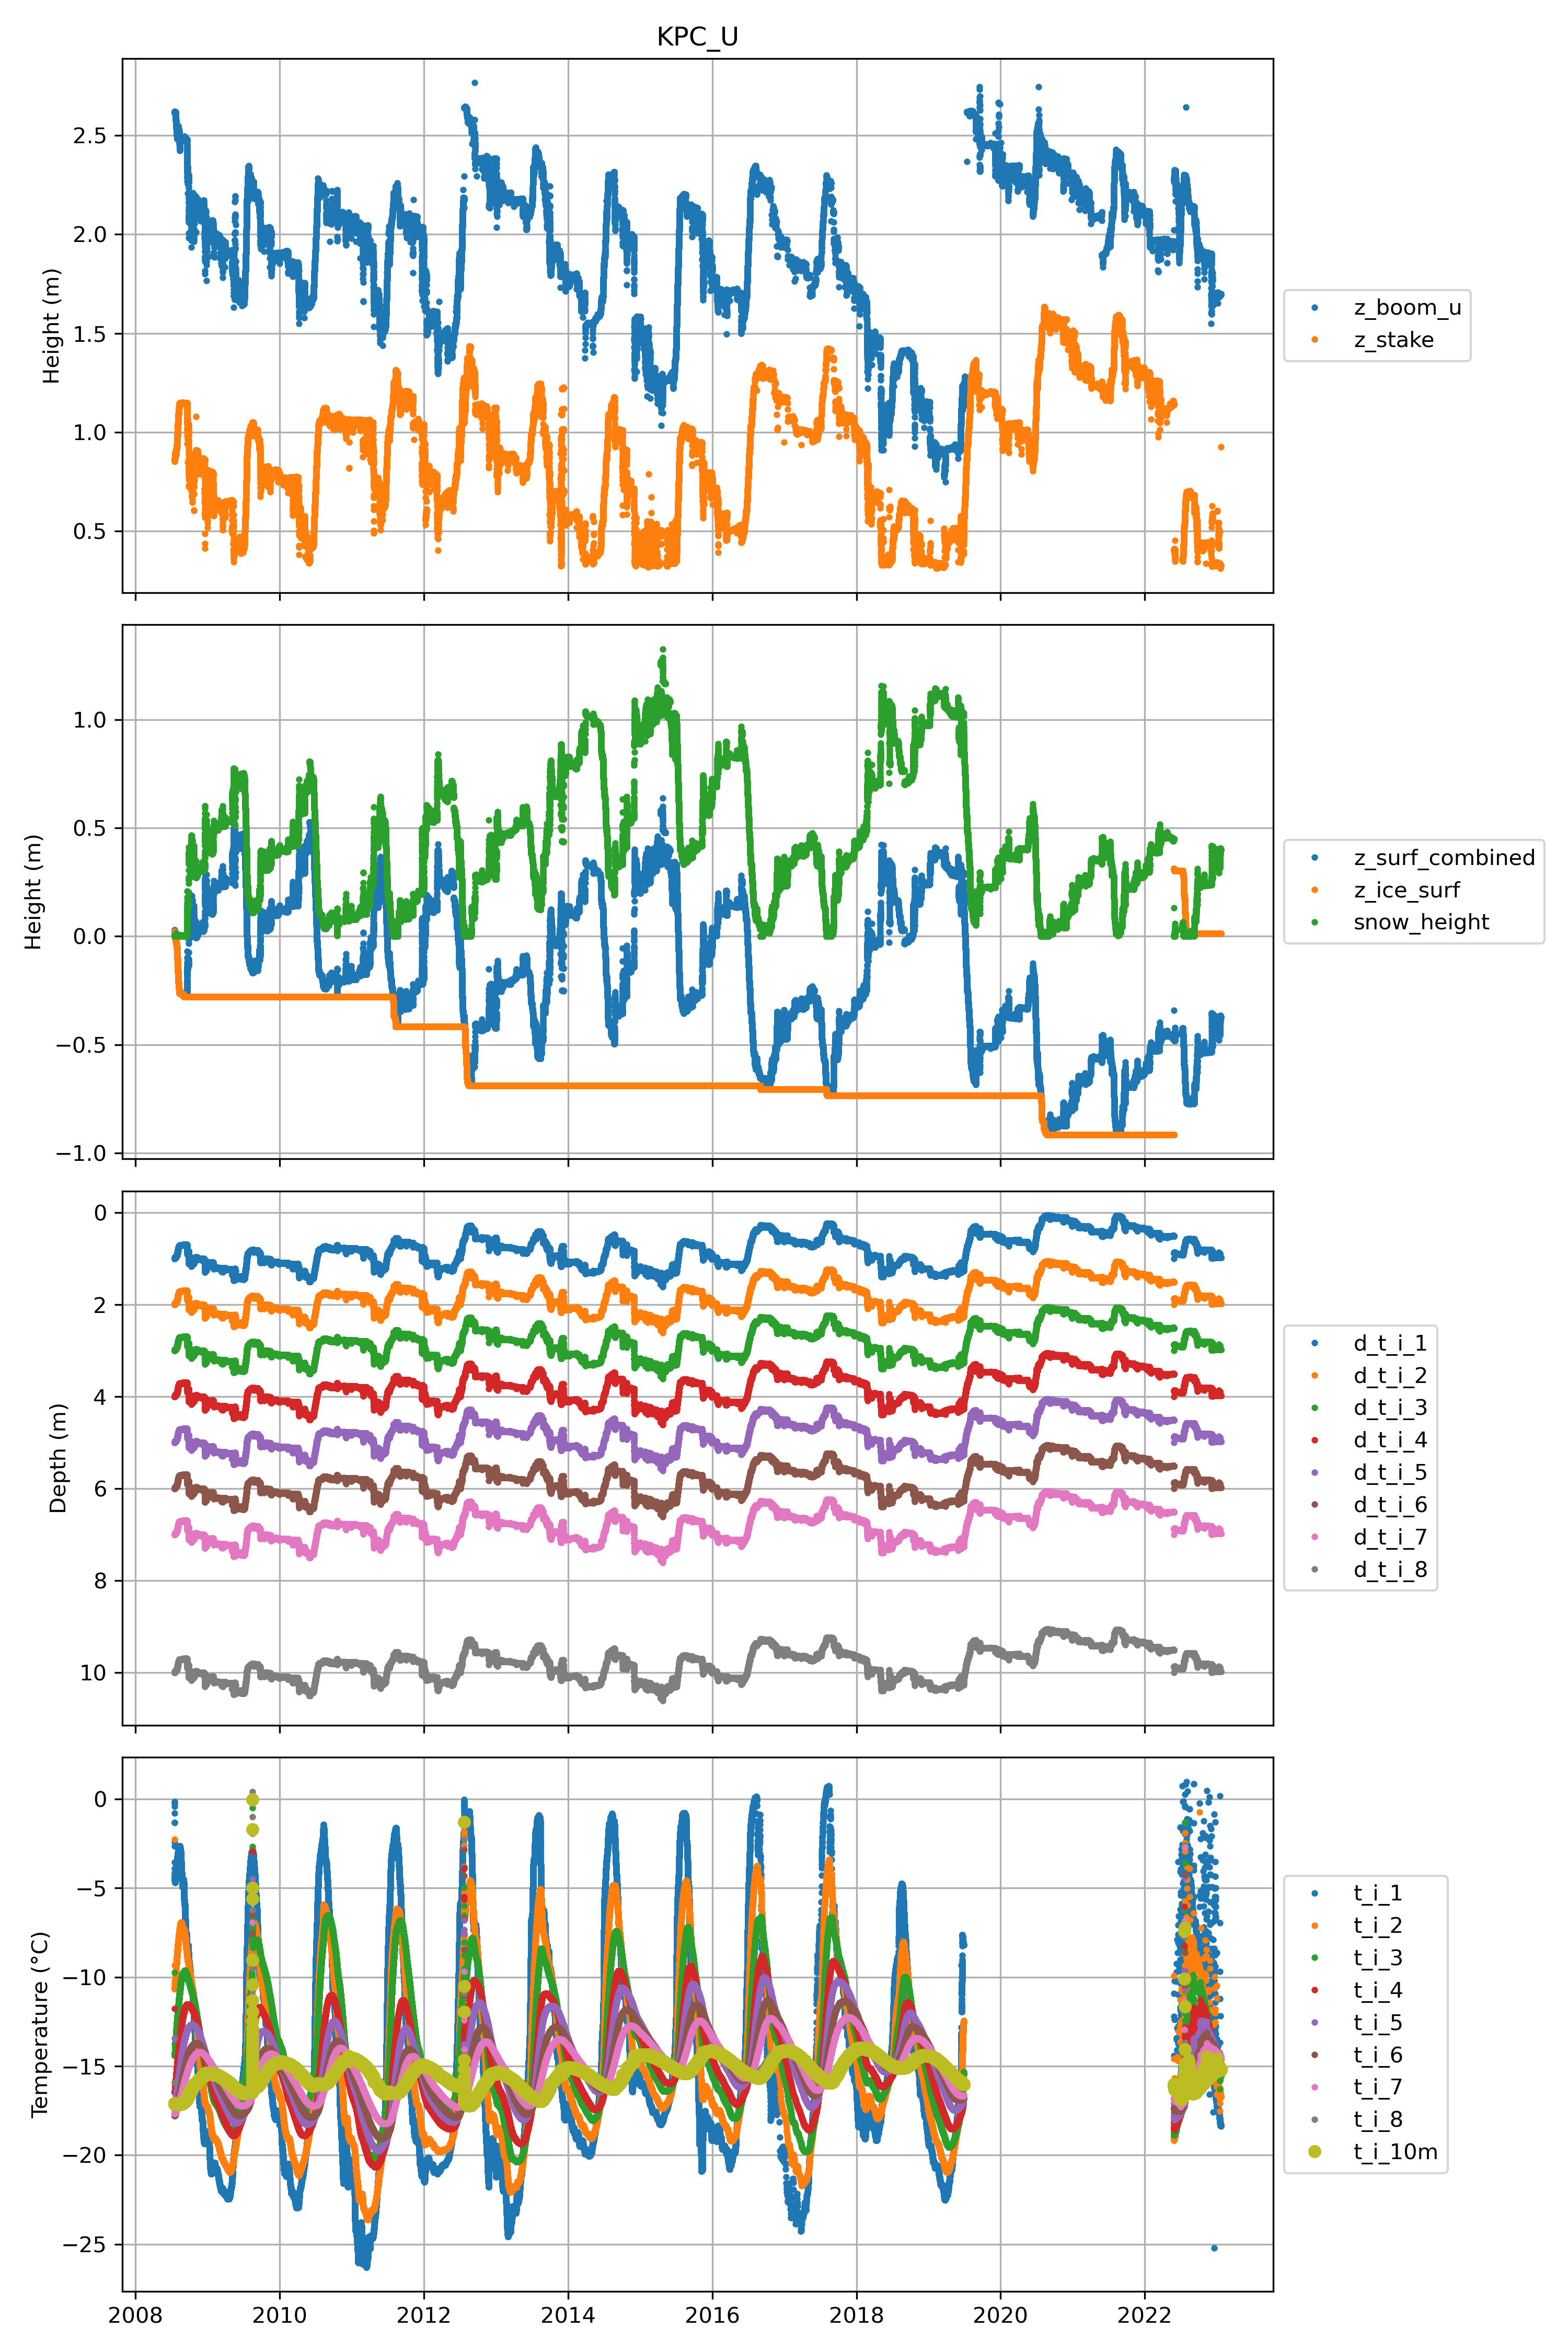 KPC_U
Height (m)
2.5
2.0
1.5
1.0
0.5
z_boom_u
z_stake
Height (m)
1.0
0.5
0.0
−0.5
−1.0
z_surf_combined
z_ice_surf
snow_height
Depth (m)
0
2
4
6
8
10
d_t_i_1
d_t_i_2
d_t_i_3
d_t_i_4
d_t_i_5
d_t_i_6
d_t_i_7
d_t_i_8
Temperature (°C)
0
−5
−10
−15
−20
−25
t_i_1
t_i_2
t_i_3
t_i_4
t_i_5
t_i_6
t_i_7
t_i_8
t_i_10m
2008 2010 2012 2014 2016 2018 2020 2022